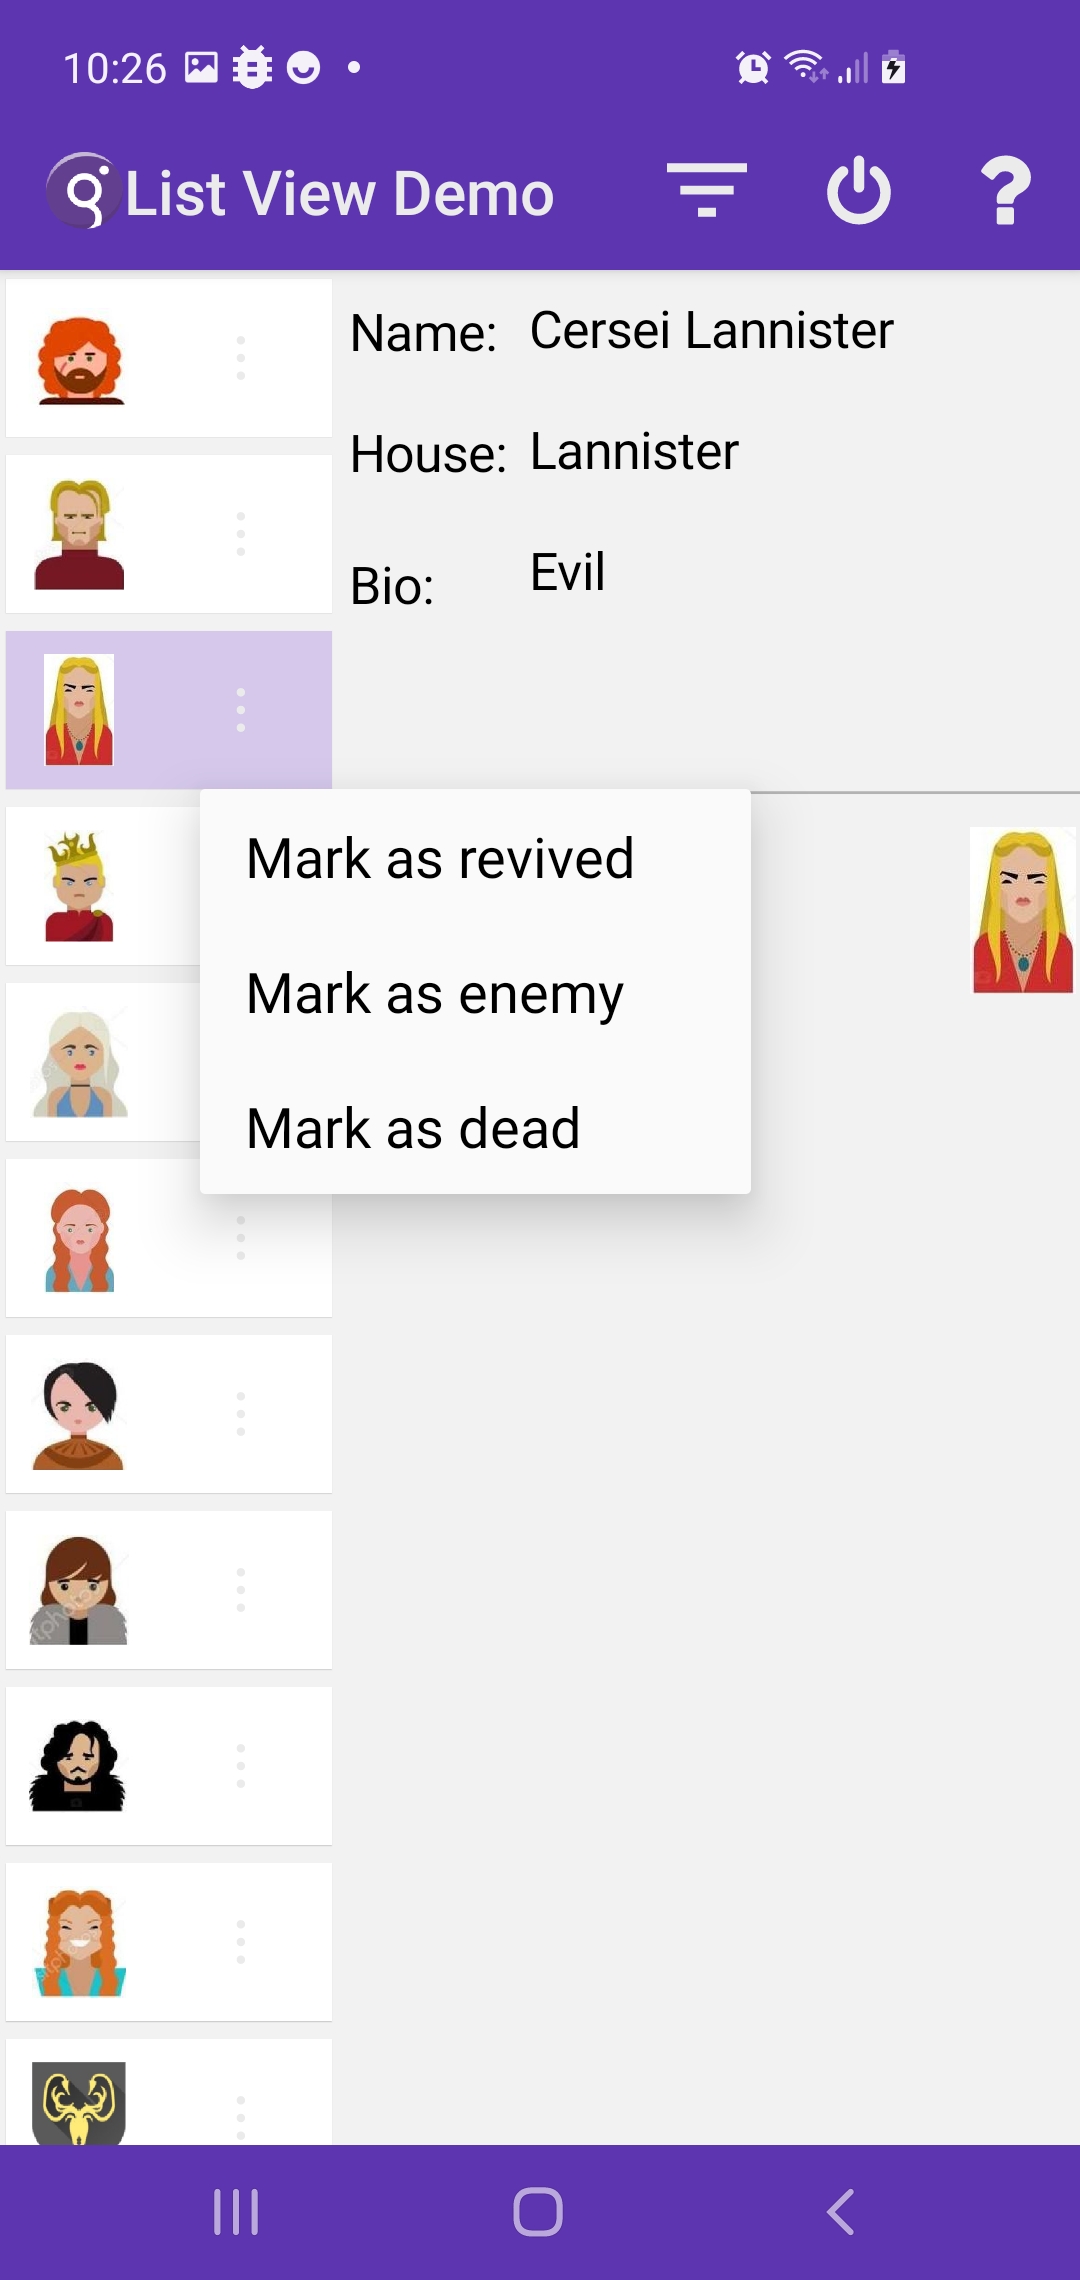 10:26
List View Demo
Name: Cersei Lannister
House: Lannister
Bio: Evil
Mark as revived
Mark as enemy
Mark as dead